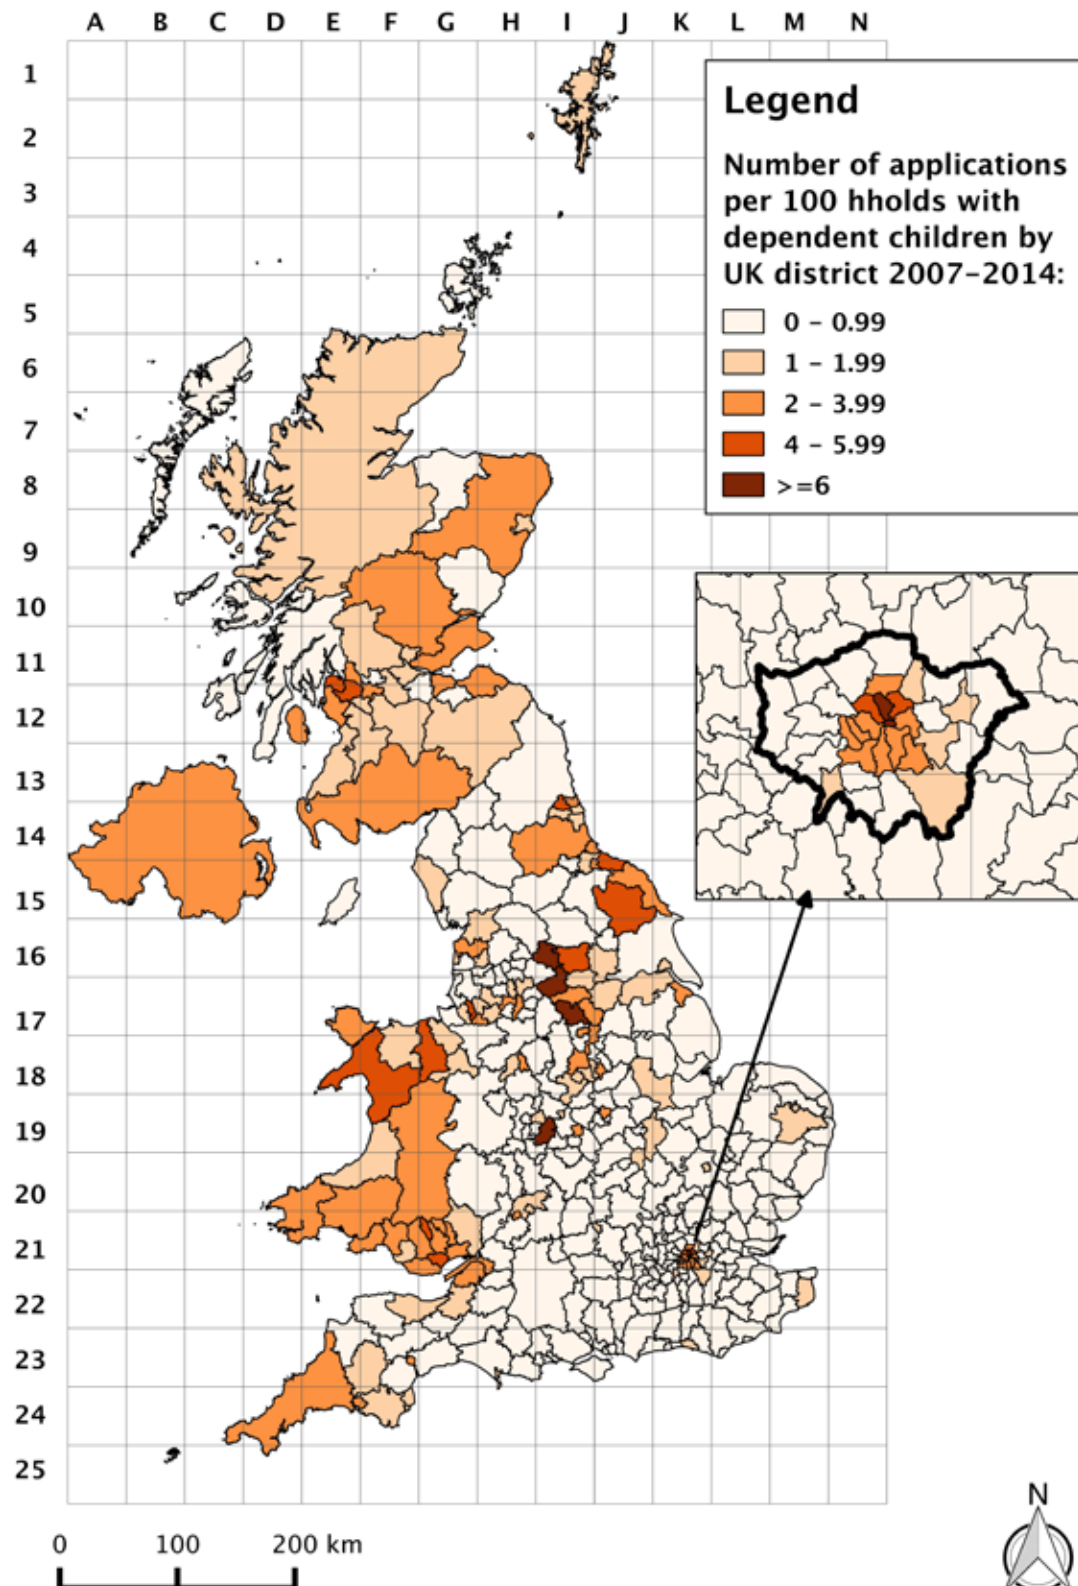 A B C D E F G H I J K L M N
1
2
3
4
5
6
7
8
9
10
11
12
13
14
15
16
17
18
19
20
21
22
23
24
25
Legend
Number of applications
per 100 hholds with
dependent children by
UK district 2007–2014:
0 – 0.99
1 – 1.99
2 – 3.99
4 – 5.99
>=6
0 100 200 km
N